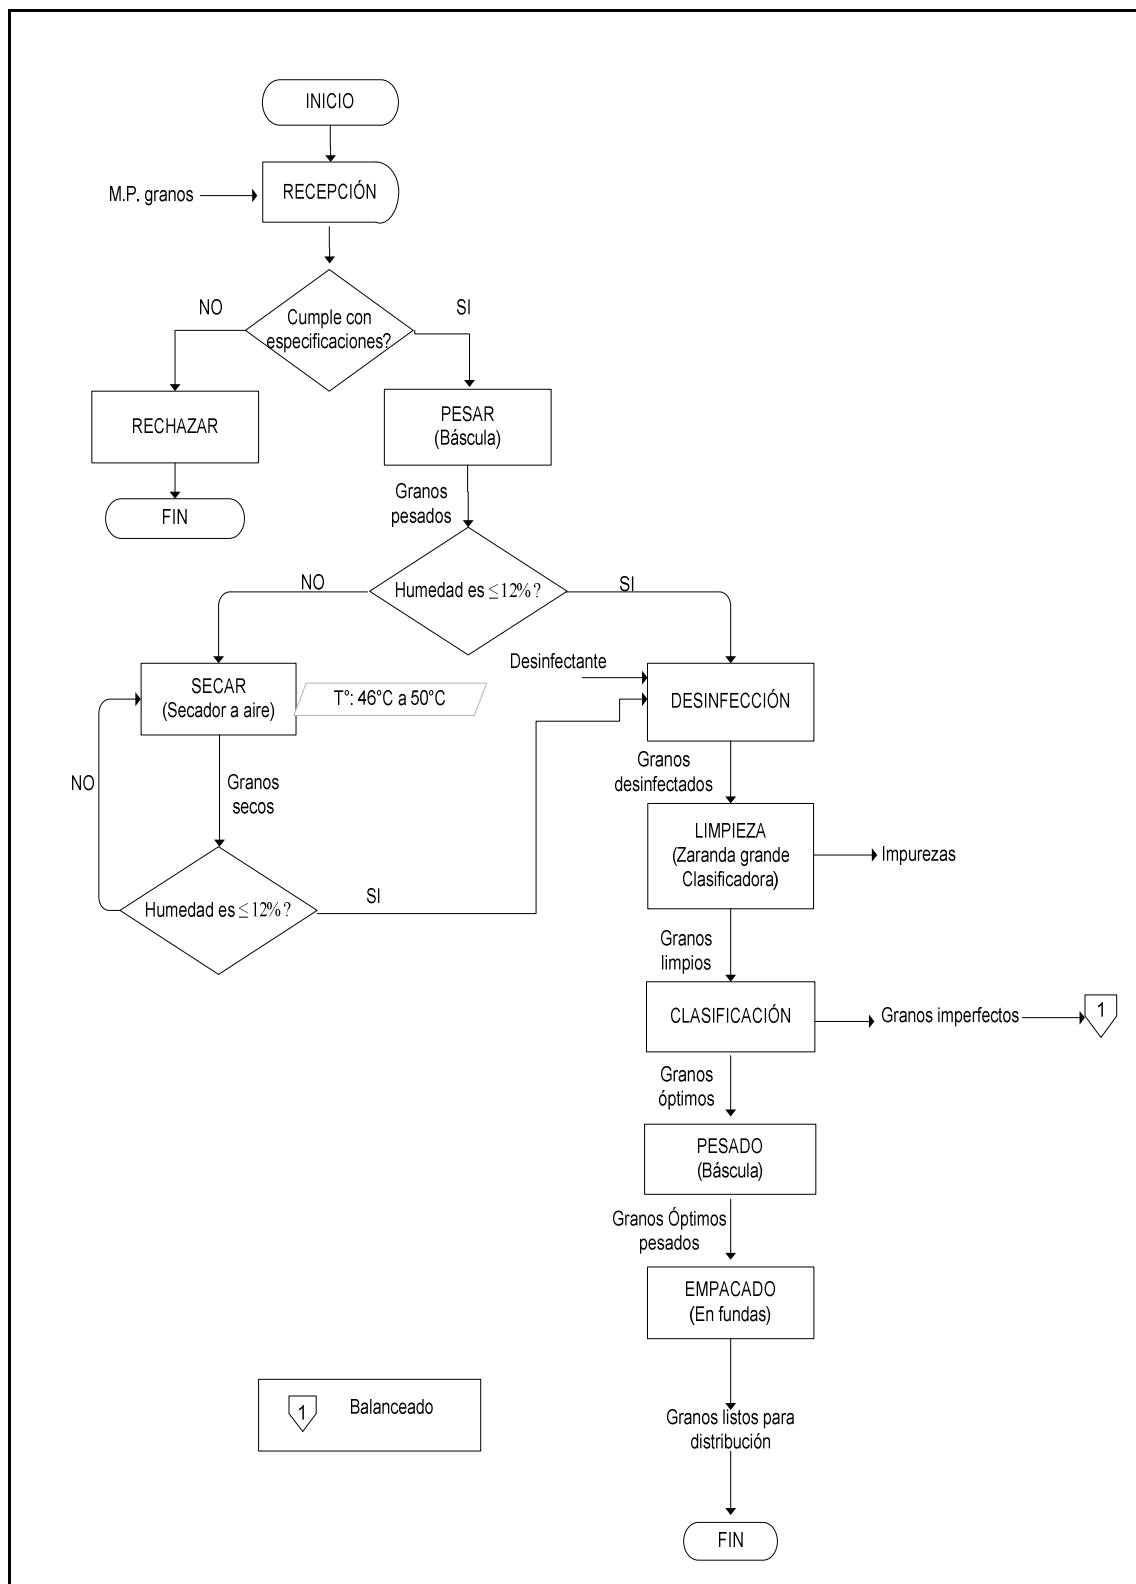 INICIO
M.P. granos
RECEPCIÓN
NO
SI
Cumple con
especificaciones?
RECHAZAR
PESAR
(Báscula)
Granos
pesados
FIN
NO
Humedad es ≤12%?
SI
Desinfectante
SECAR
(Secador a aire)
T°: 46°C a 50°C
DESINFECCIÓN
NO
Granos
secos
Granos
desinfectados
LIMPIEZA
(Zaranda grande
Clasificadora)
Impurezas
Humedad es ≤12%?
SI
Granos
limpios
CLASIFICACIÓN
Granos imperfectos
1
Granos
óptimos
PESADO
(Báscula)
Granos Óptimos
pesados
EMPACADO
(En fundas)
1
Balanceado
Granos listos para
distribución
FIN